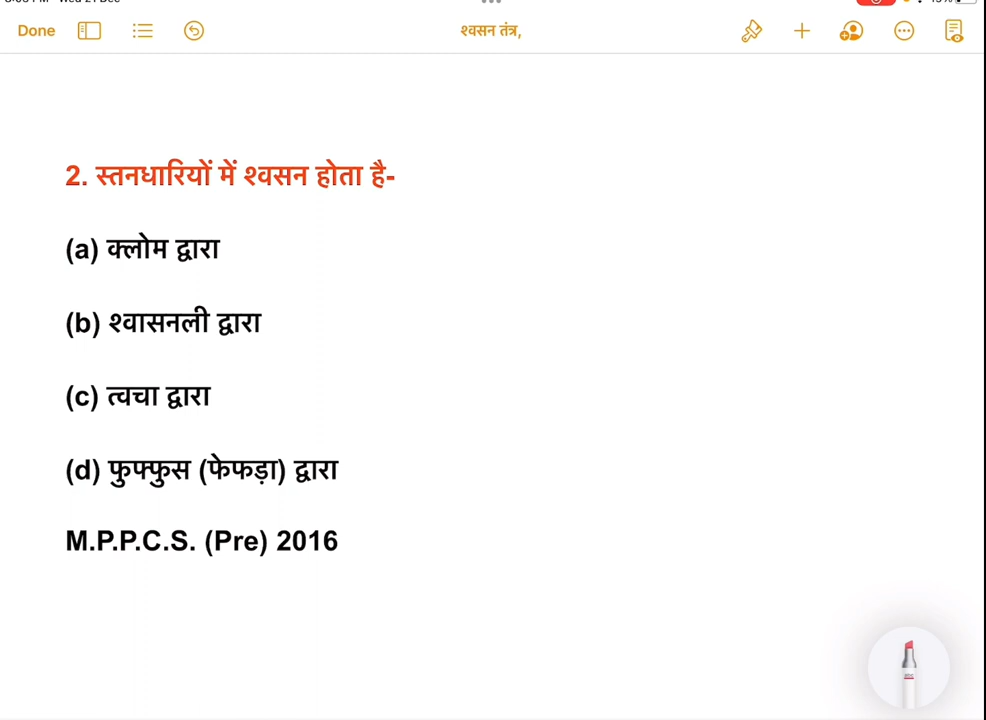 Done
श्वसन तंत्र,
2. स्तनधारियों में श्वसन होता है-
(a) क्लोम द्वारा
(b) श्वासनली द्वारा
(c) त्वचा द्वारा
(d) फुफ्फुस (फेफड़ा) द्वारा
M.P.P.C.S. (Pre) 2016